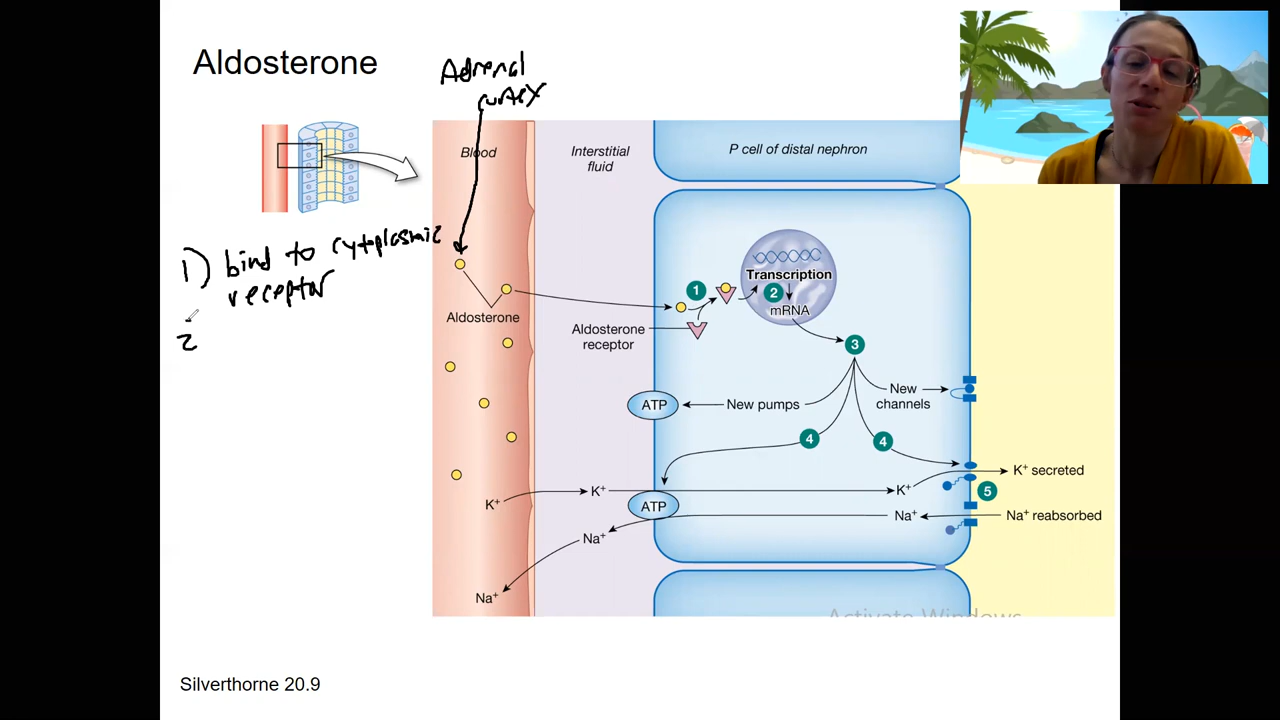 Aldosterone
Adrenal
cortex
Blood
Interstitial
fluid
P cell of distal nephron
1) bind to cytoplasmic
receptor
2
Transcription
1
2
mRNA
Aldosterone
Aldosterone
receptor
3
New
channels
ATP
New pumps
4
4
K+ secreted
K+
K+
K+
5
ATP
Na+
Na+ reabsorbed
Na+
Na+
Activate Windows
Silverthorne 20.9